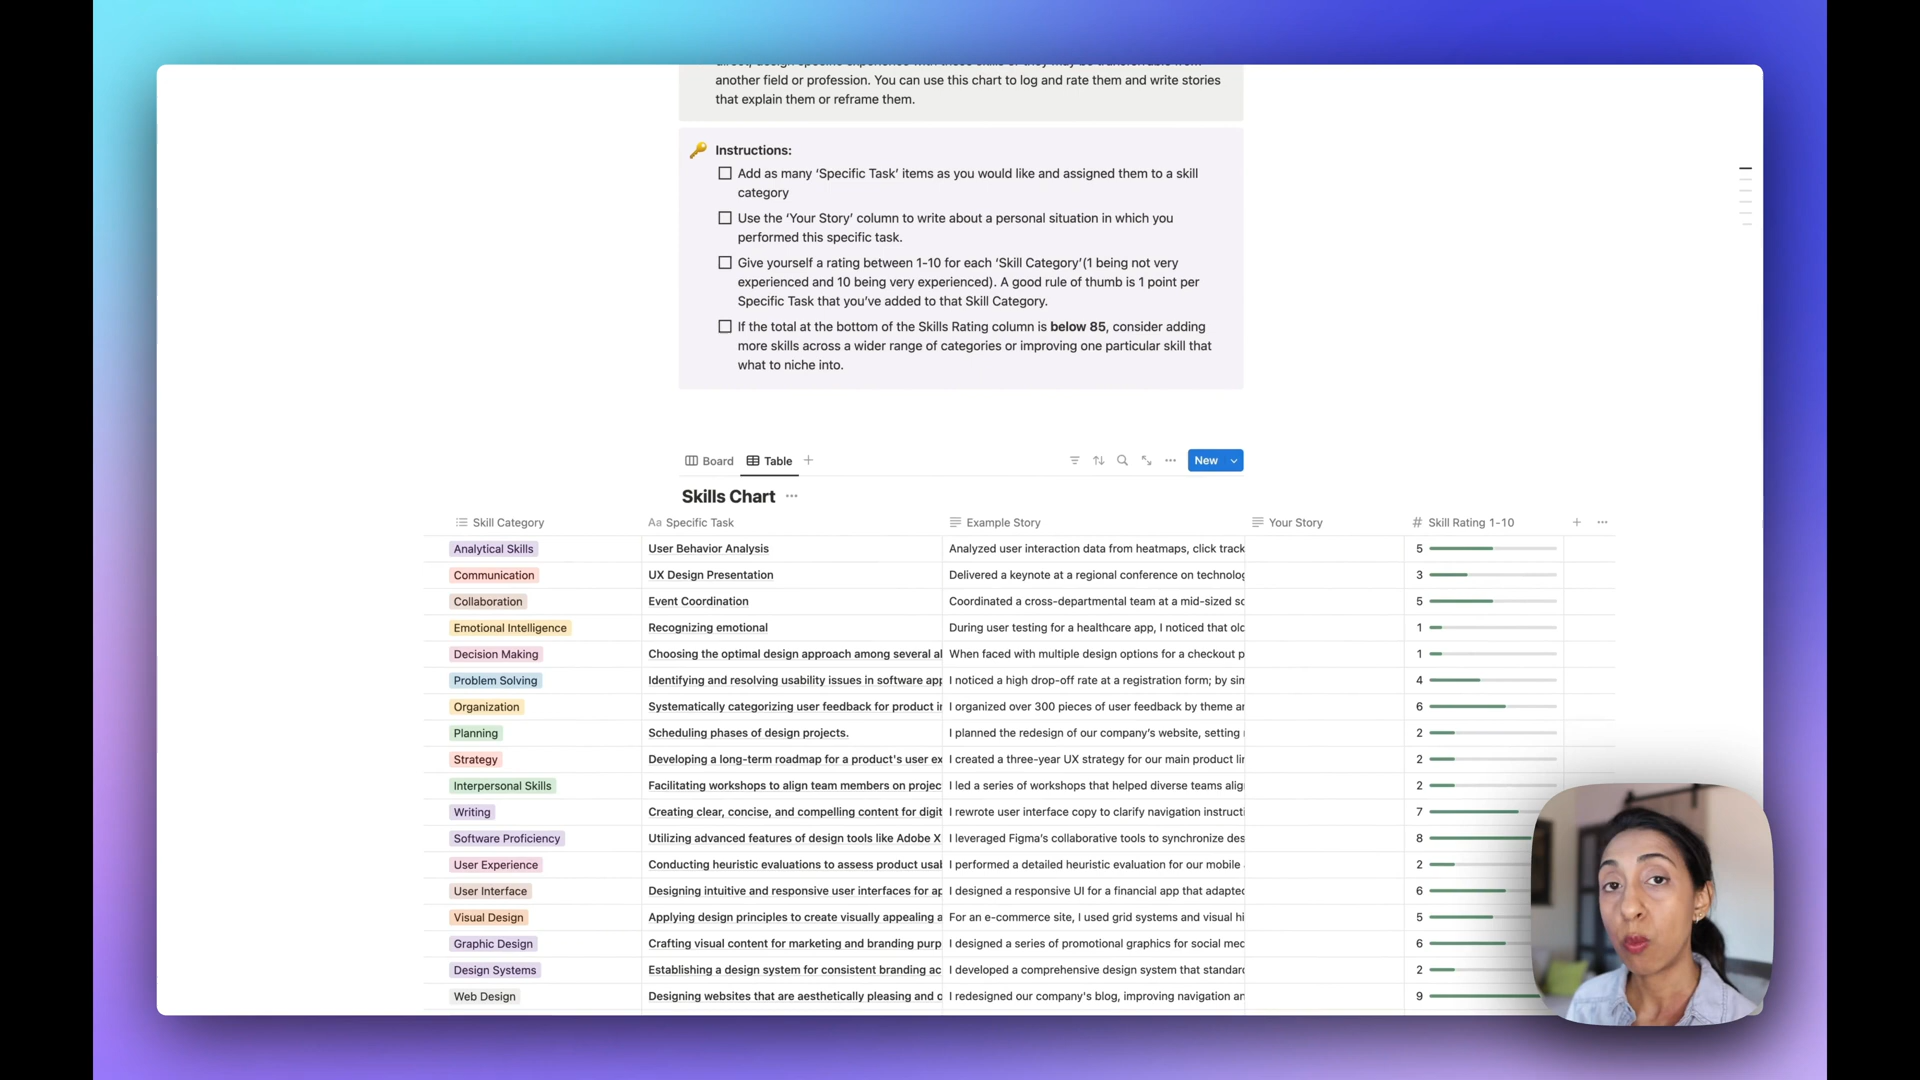 another field or profession. You can use this chart to log and rate them and write stories
that explain them or reframe them.
Instructions:
Add as many ‘Specific Task’ items as you would like and assigned them to a skill
category
Use the ‘Your Story’ column to write about a personal situation in which you
performed this specific task.
Give yourself a rating between 1-10 for each ‘Skill Category’(1 being not very
experienced and 10 being very experienced). A good rule of thumb is 1 point per
Specific Task that you’ve added to that Skill Category.
If the total at the bottom of the Skills Rating column is below 85, consider adding
more skills across a wider range of categories or improving one particular skill that
what to niche into.
Board Table New
Skills Chart
Skill Category Aa Specific Task Example Story Your Story # Skill Rating 1-10
Analytical Skills User Behavior Analysis Analyzed user interaction data from heatmaps, click track 5
Communication UX Design Presentation Delivered a keynote at a regional conference on technolog 3
Collaboration Event Coordination Coordinated a cross-departmental team at a mid-sized so 5
Emotional Intelligence Recognizing emotional During user testing for a healthcare app, I noticed that old 1
Decision Making Choosing the optimal design approach among several al When faced with multiple design options for a checkout p 1
Problem Solving Identifying and resolving usability issues in software app I noticed a high drop-off rate at a registration form; by sim 4
Organization Systematically categorizing user feedback for product in I organized over 300 pieces of user feedback by theme an 6
Planning Scheduling phases of design projects. I planned the redesign of our company’s website, setting 2
Strategy Developing a long-term roadmap for a product's user ex I created a three-year UX strategy for our main product lin 2
Interpersonal Skills Facilitating workshops to align team members on projec I led a series of workshops that helped diverse teams alig 2
Writing Creating clear, concise, and compelling content for digit I rewrote user interface copy to clarify navigation instructi 7
Software Proficiency Utilizing advanced features of design tools like Adobe X I leveraged Figma’s collaborative tools to synchronize des 8
User Experience Conducting heuristic evaluations to assess product usal I performed a detailed heuristic evaluation for our mobile 2
User Interface Designing intuitive and responsive user interfaces for ap I designed a responsive UI for a financial app that adapted 6
Visual Design Applying design principles to create visually appealing a For an e-commerce site, I used grid systems and visual hi 5
Graphic Design Crafting visual content for marketing and branding purp I designed a series of promotional graphics for social med 6
Design Systems Establishing a design system for consistent branding ac I developed a comprehensive design system that standard 2
Web Design Designing websites that are aesthetically pleasing and I redesigned our company's blog, improving navigation an 9